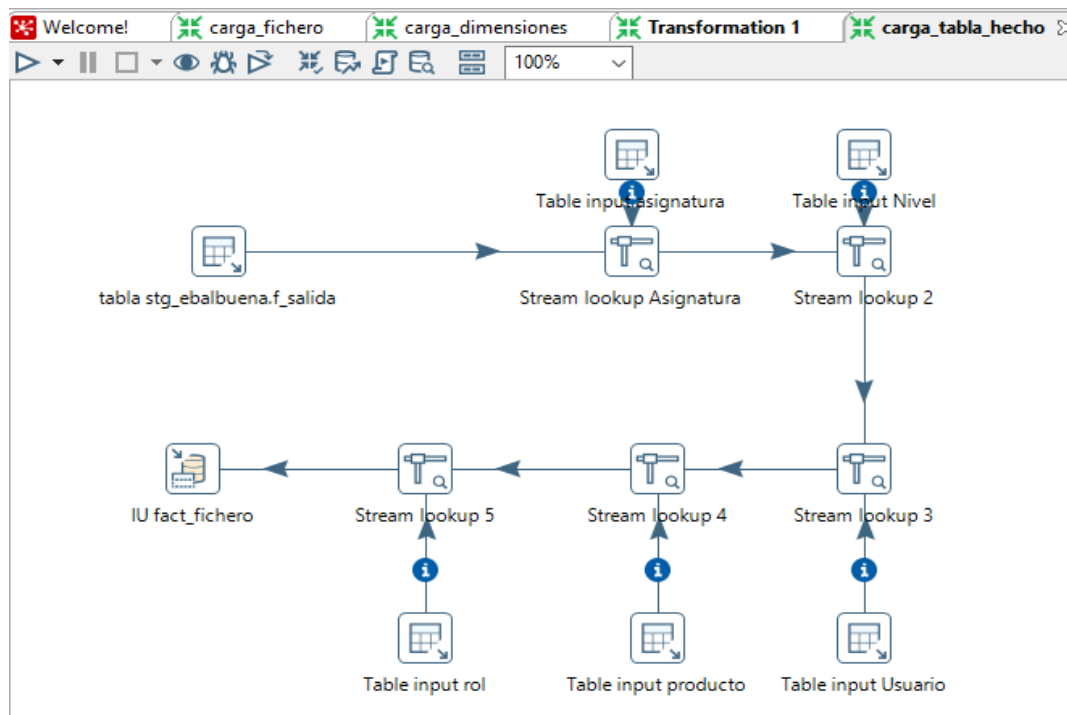 Welcome!
carga_fichero
carga_dimensiones
Transformation 1
carga_tabla_hecho
100%
Table input asignatura
Table input Nivel
tabla stg_ebalbuena.f_salida
Stream lookup Asignatura
Stream lookup 2
IU fact_fichero
Stream lookup 5
Stream lookup 4
Stream lookup 3
Table input rol
Table input producto
Table input Usuario